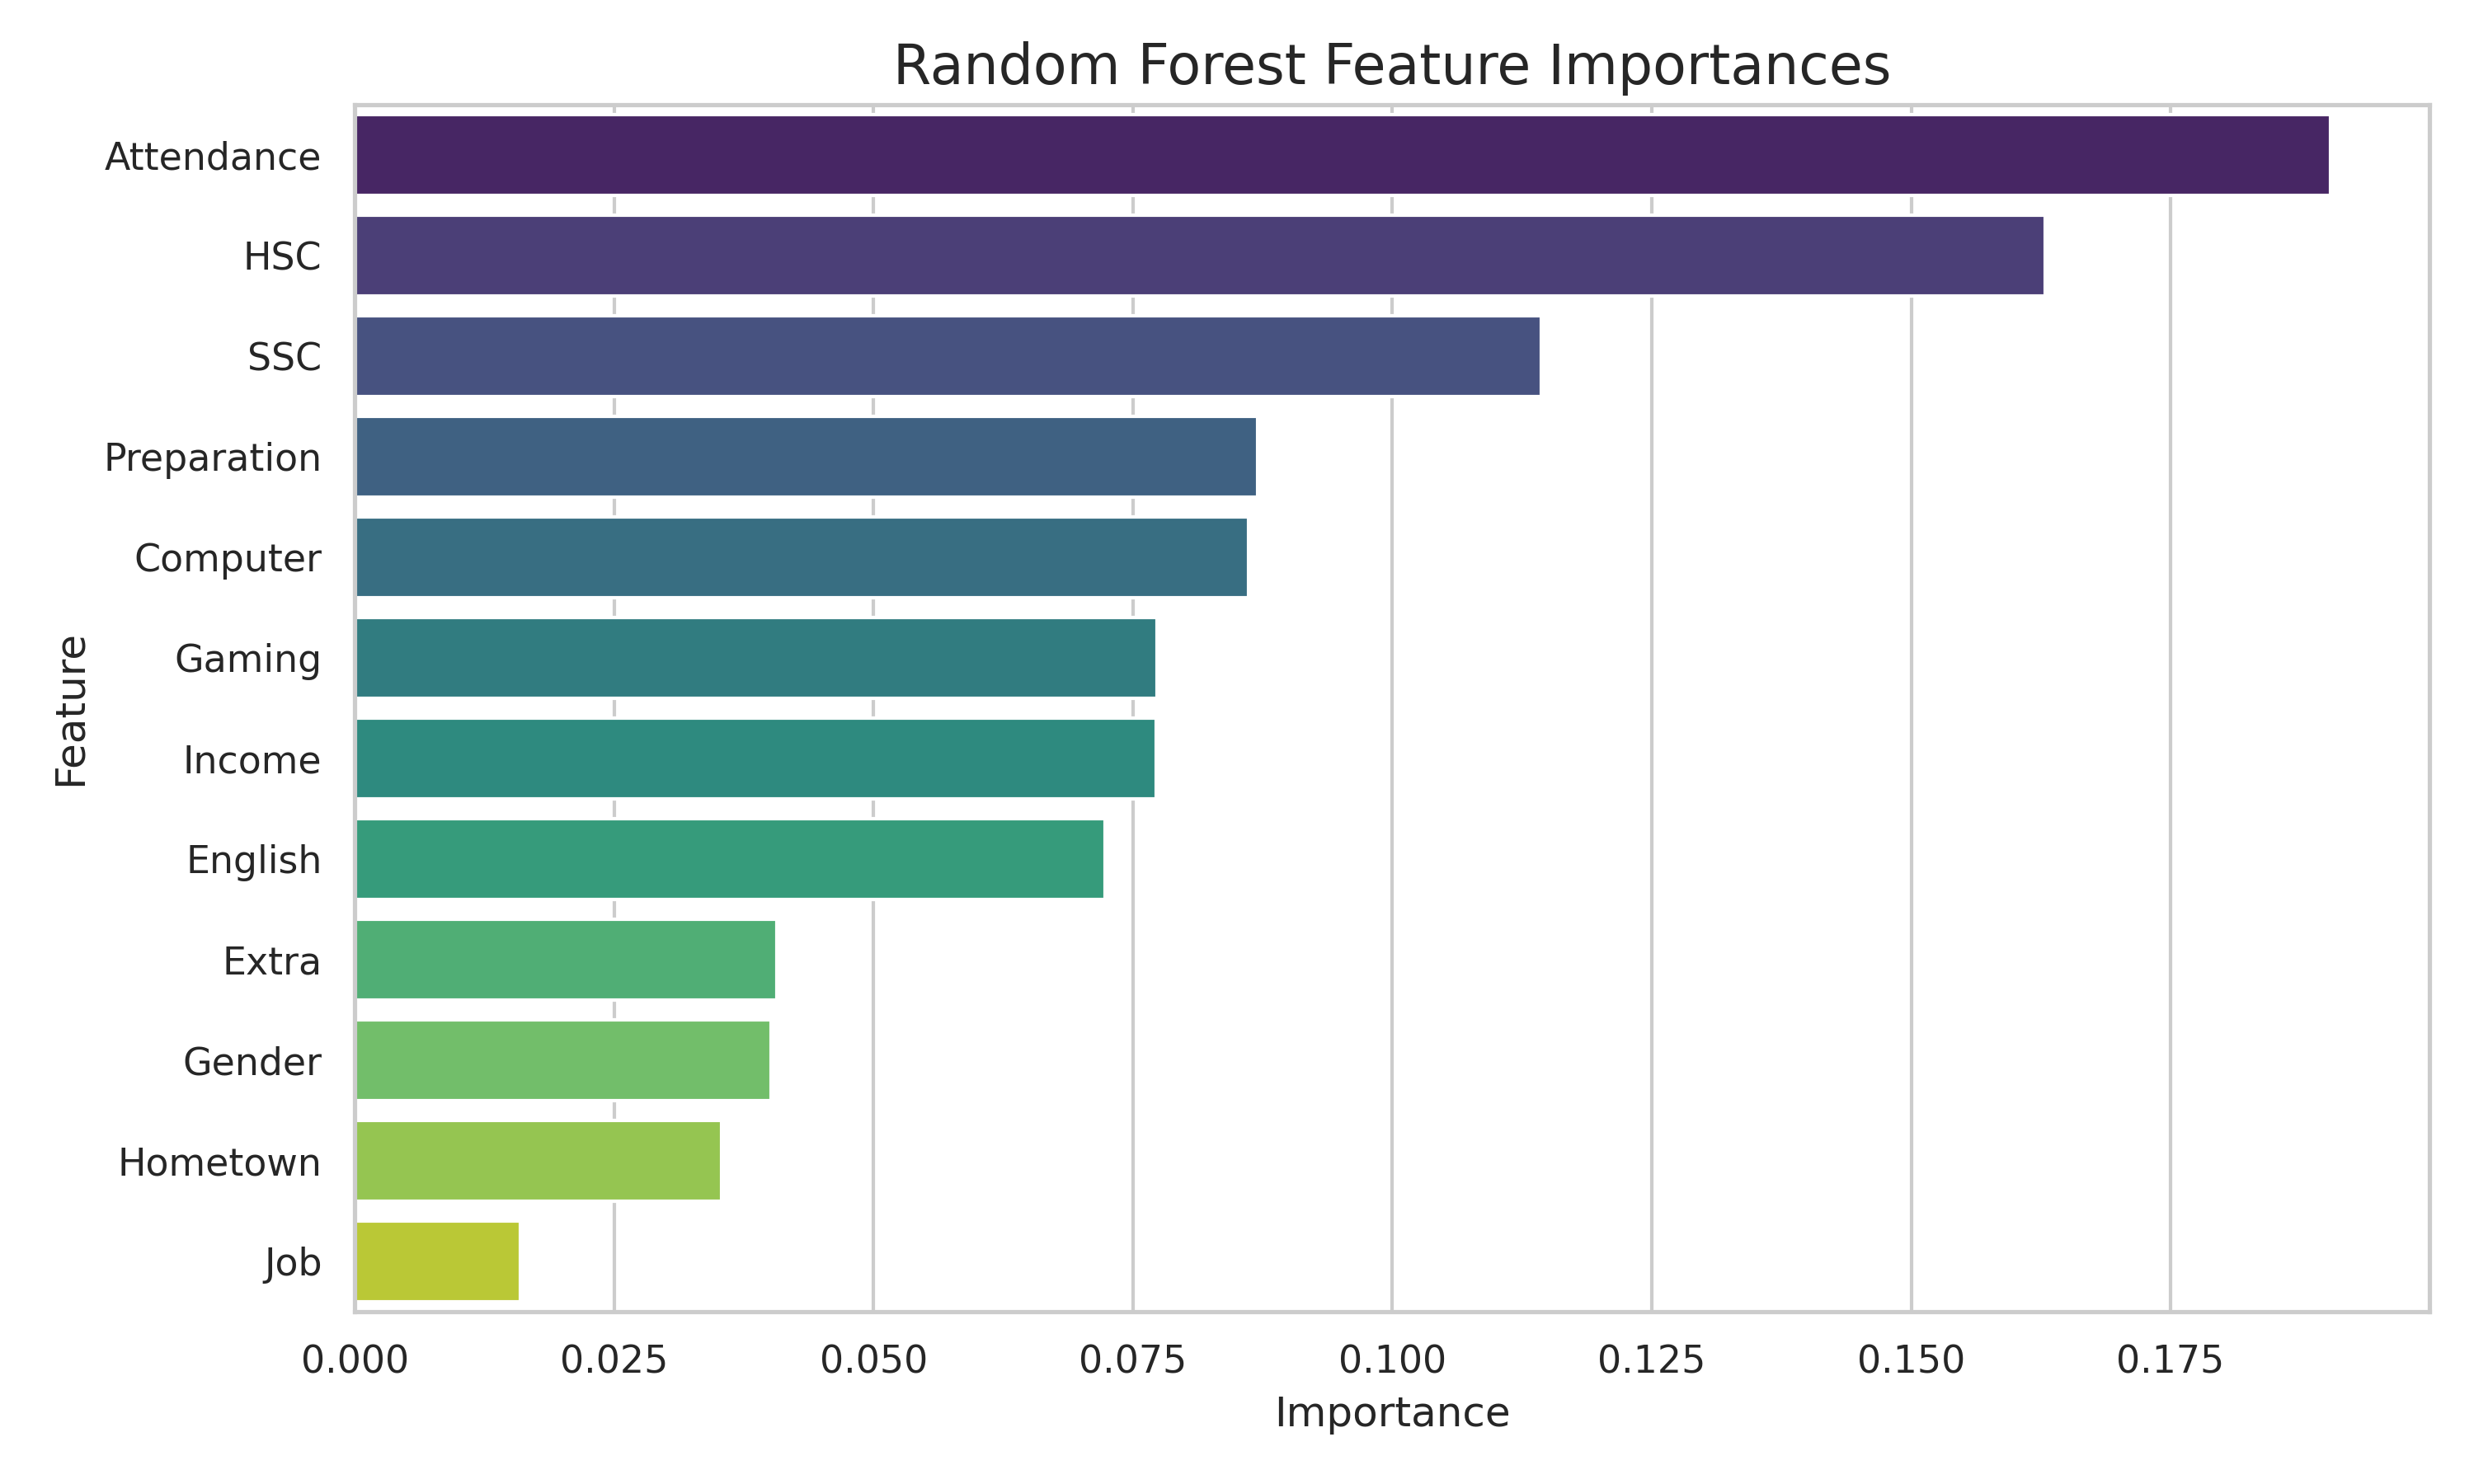 Random Forest Feature Importances
Attendance
HSC
SSC
Preparation
Computer
Gaming
Income
English
Extra
Gender
Hometown
Job
Feature
0.000 0.025 0.050 0.075 0.100 0.125 0.150 0.175
Importance